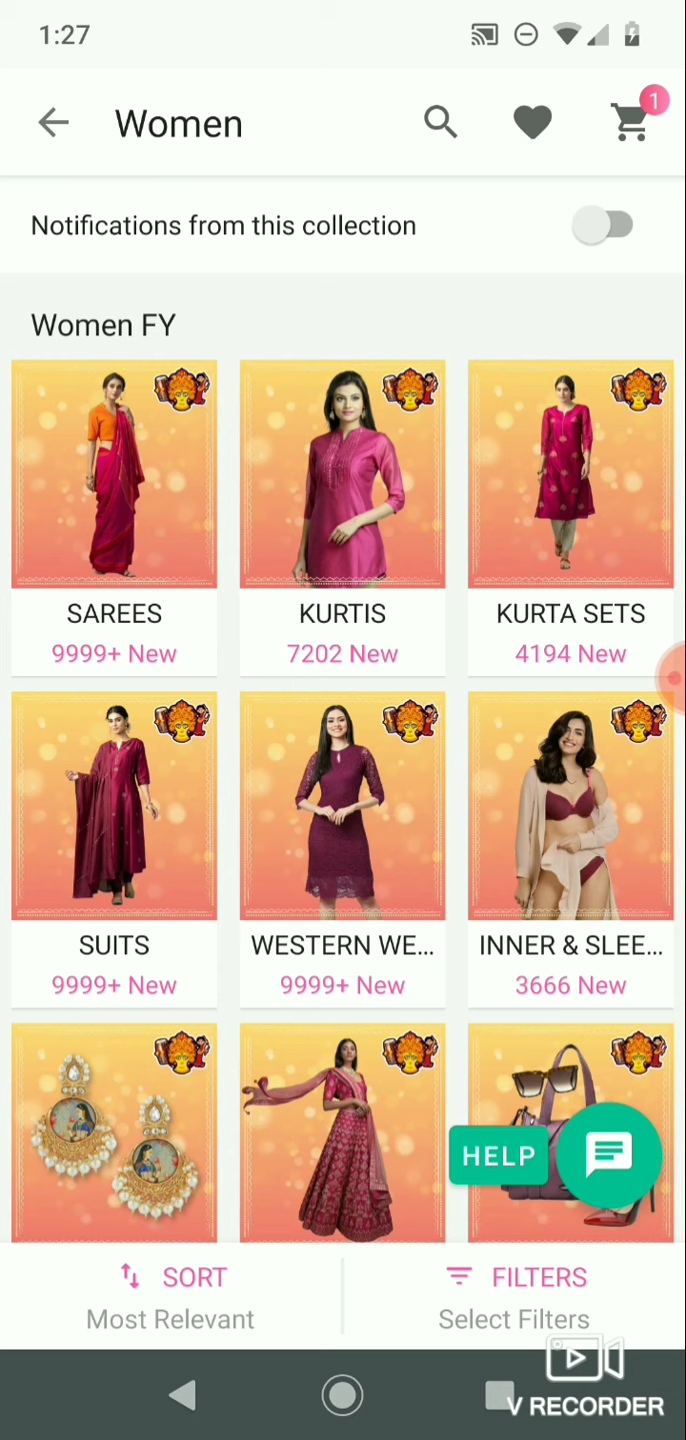 1:27
Women
1
Notifications from this collection
Women FY
SAREES
9999+ New
KURTIS
7202 New
KURTA SETS
4194 New
SUITS
9999+ New
WESTERN WE...
9999+ New
INNER & SLEE...
3666 New
HELP
SORT
Most Relevant
FILTERS
Select Filters
V RECORDER